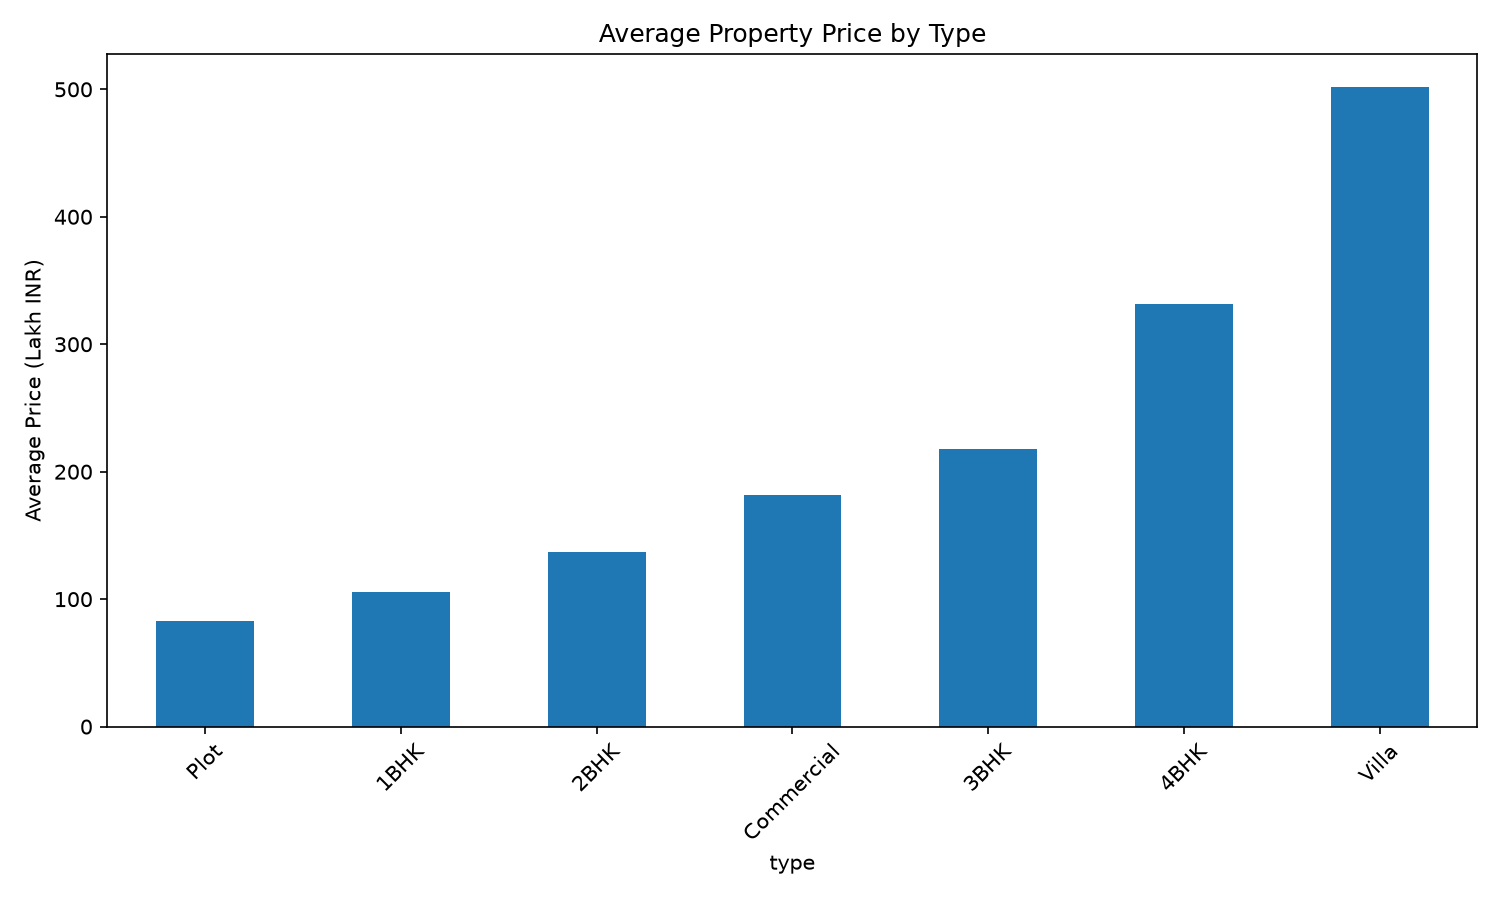 Average Property Price by Type
Average Price (Lakh INR)
500
400
300
200
100
0
Plot
1BHK
2BHK
Commercial
3BHK
4BHK
Villa
type